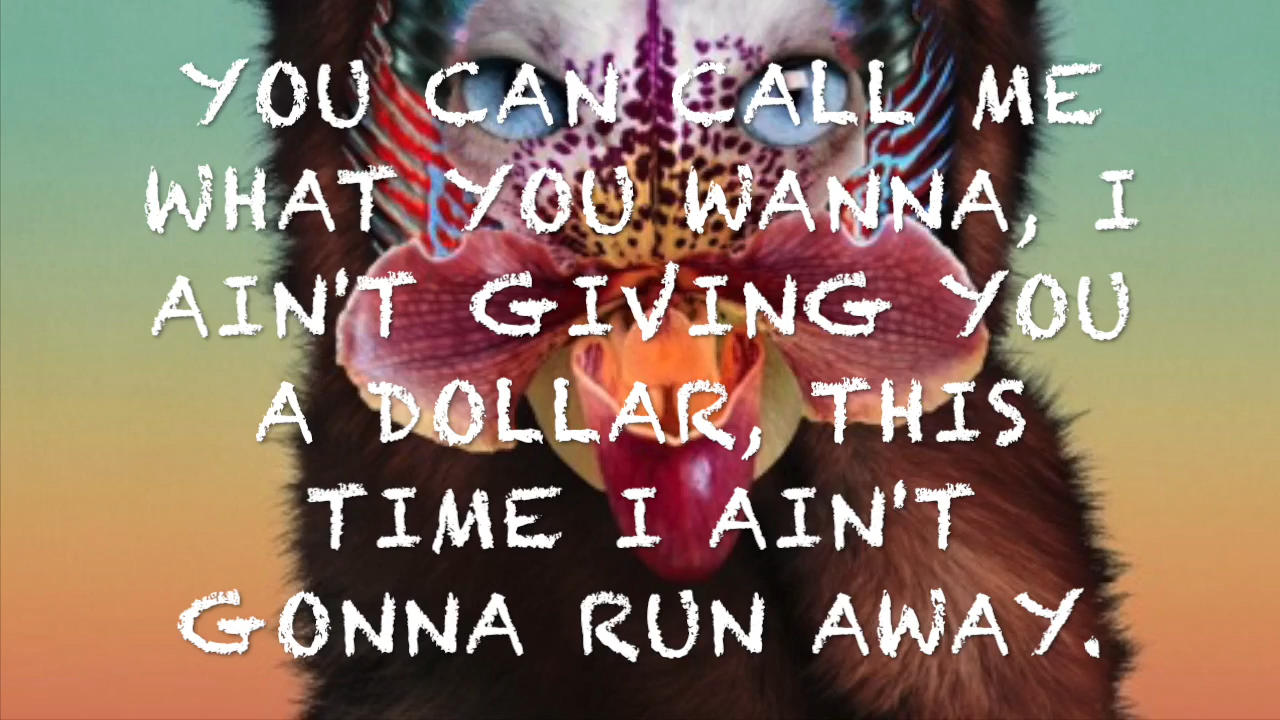 YOU CAN CALL ME
WHAT YOU WANNA, I
AIN'T GIVING YOU
A DOLLAR, THIS
TIME I AIN'T
GONNA RUN AWAY.